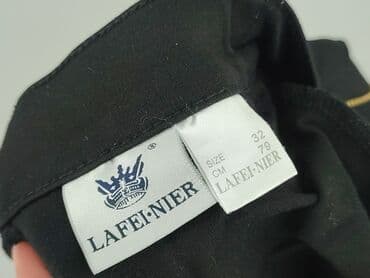 ®
LAFEI·NIER
SIZE 32
CM 79
LAFEI·NIER